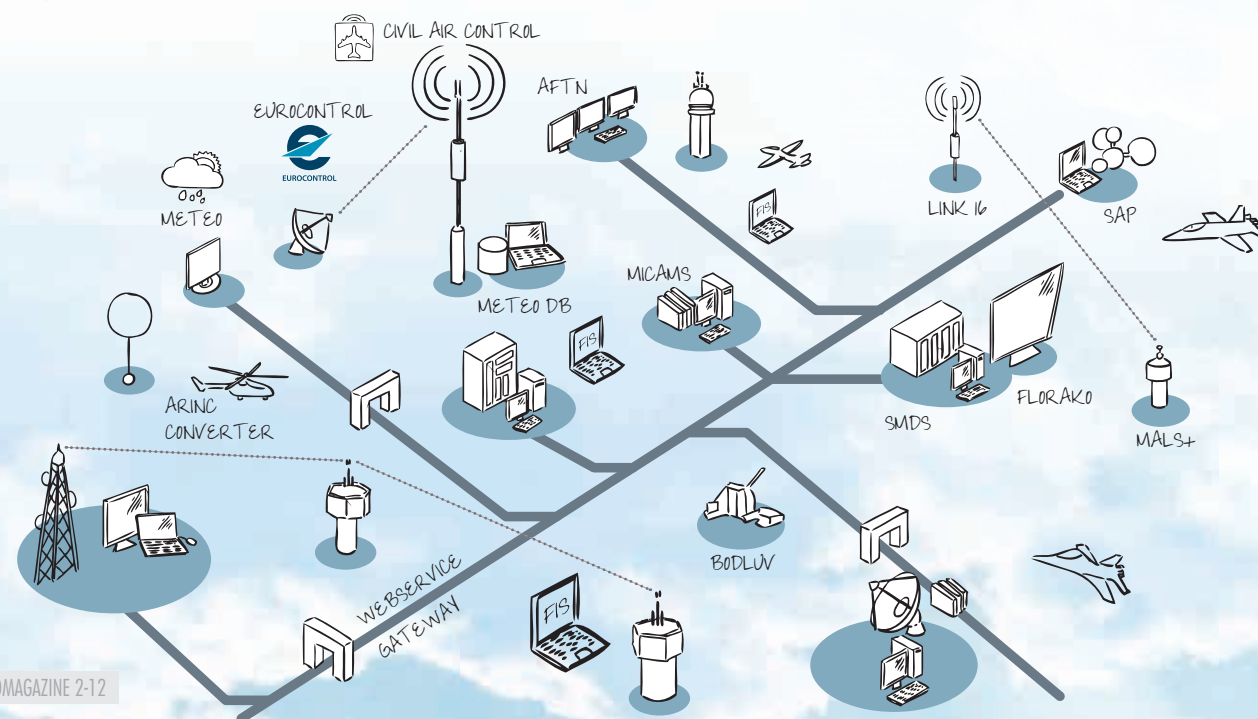 CIVIL AIR CONTROL
AFTN
EUROCONTROL
EUROCONTROL
METEO
LINK 16
SAP
FIS
MICAMS
METEO DB
FIS
ARINC
CONVERTER
SMDS
FLORAKO
MALS+
BODLUV
WEBSERVICE
GATEWAY
FIS
OMAGAZINE 2-12